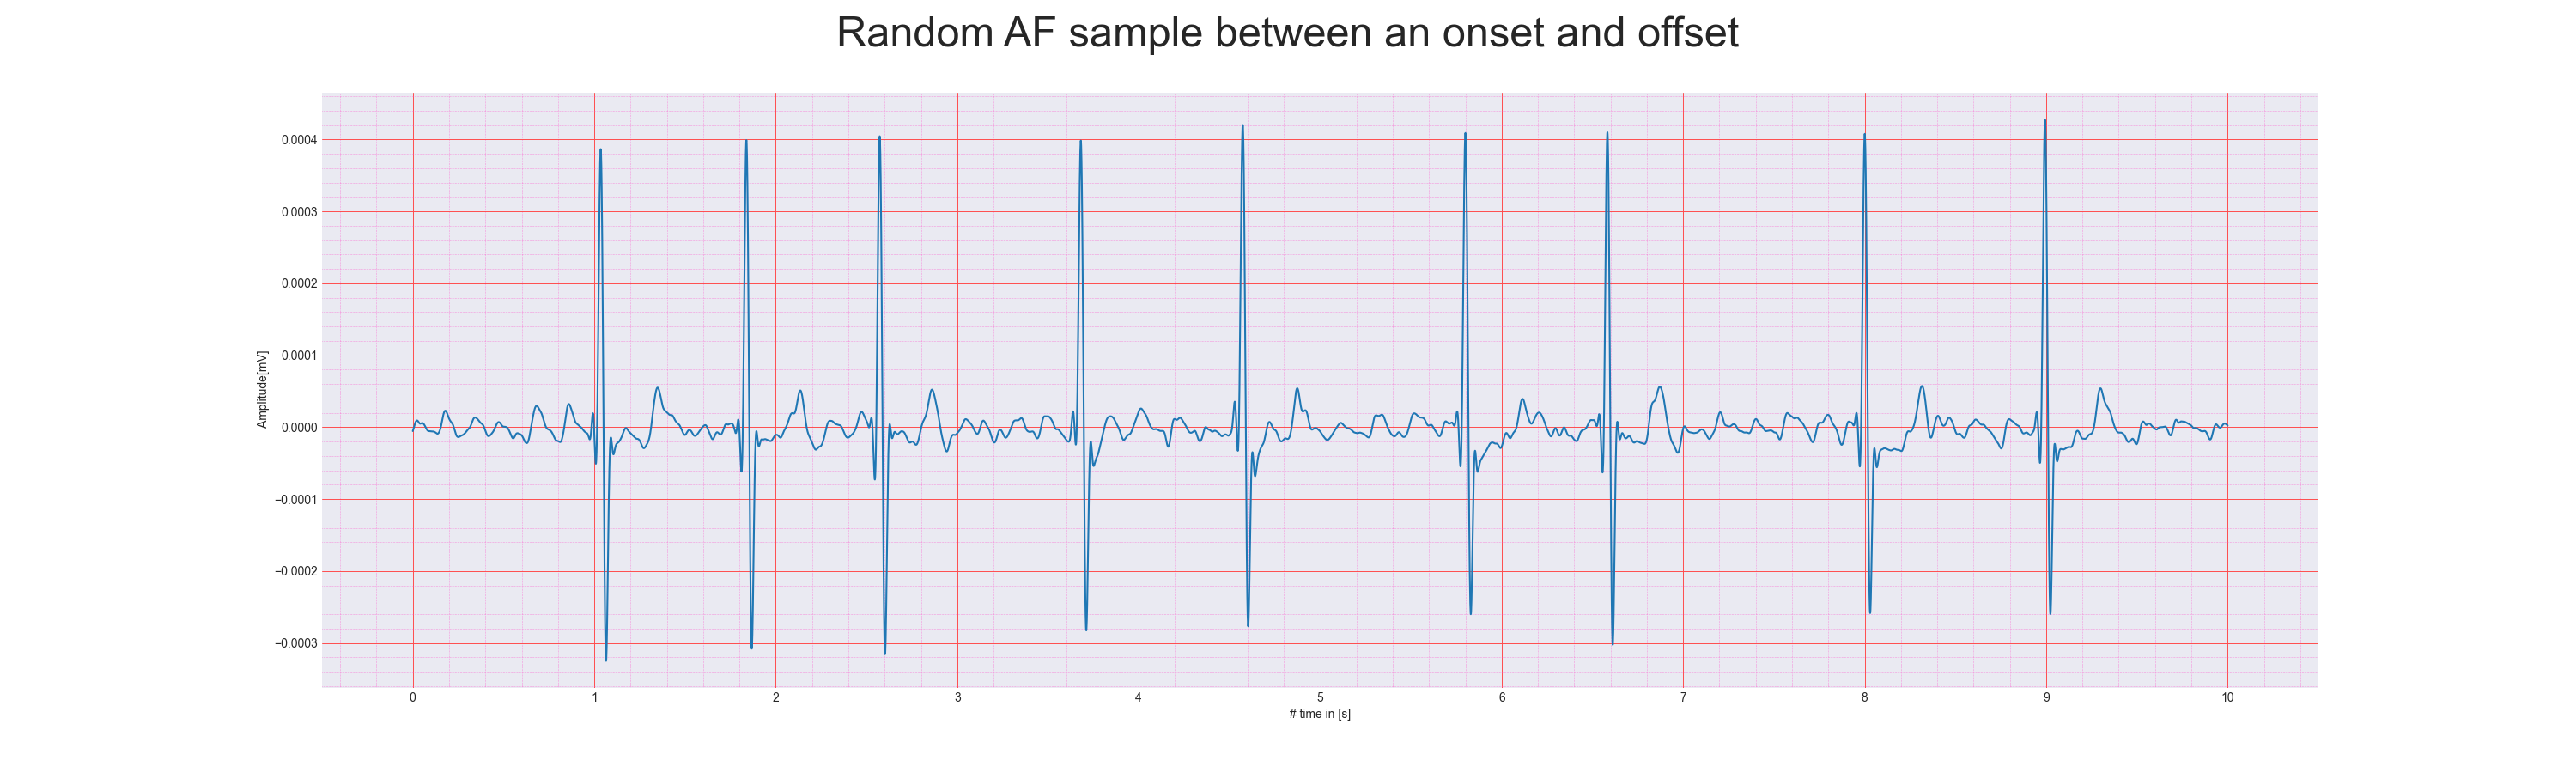 Random AF sample between an onset and offset
0.0004
0.0003
0.0002
0.0001
0.0000
−0.0001
−0.0002
−0.0003
Amplitude[mV]
0 1 2 3 4 5 6 7 8 9 10
# time in [s]